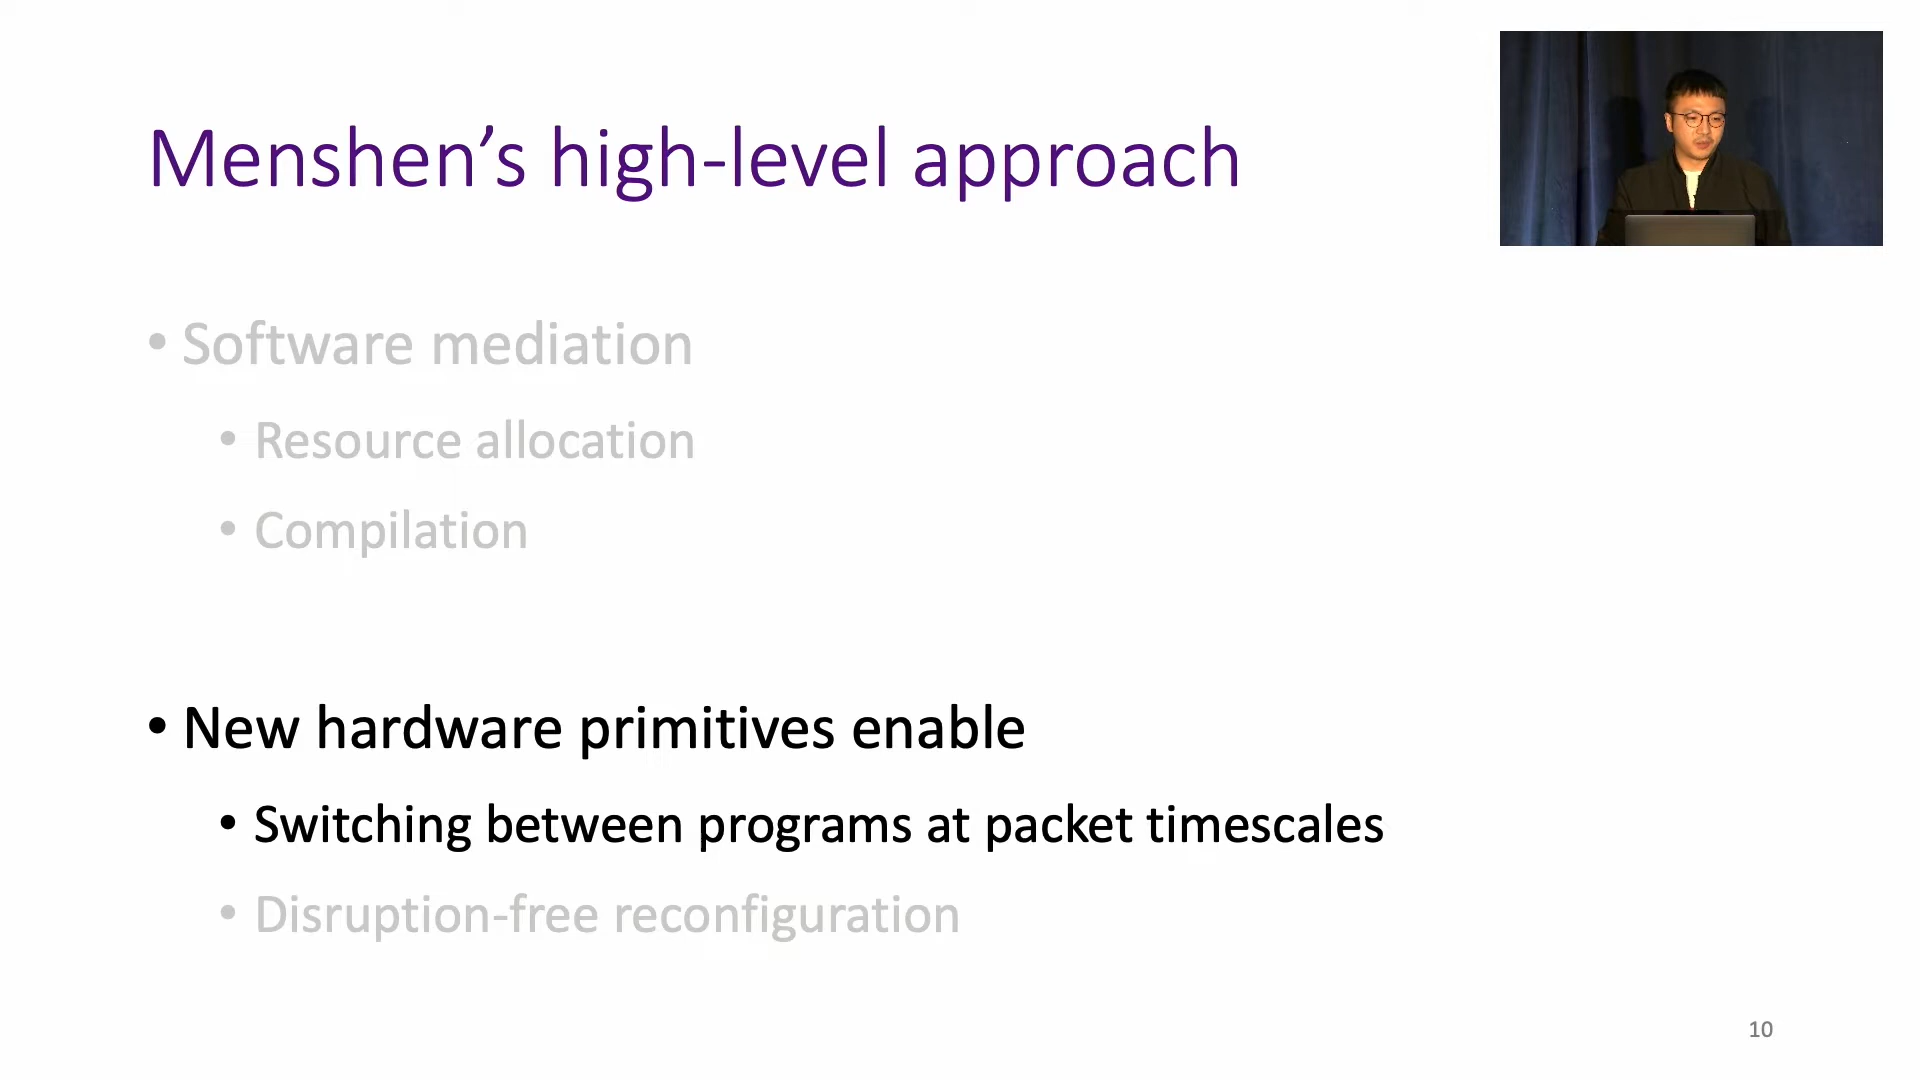 Menshen’s high-level approach
• Software mediation
• Resource allocation
• Compilation
• New hardware primitives enable
• Switching between programs at packet timescales
• Disruption-free reconfiguration
10